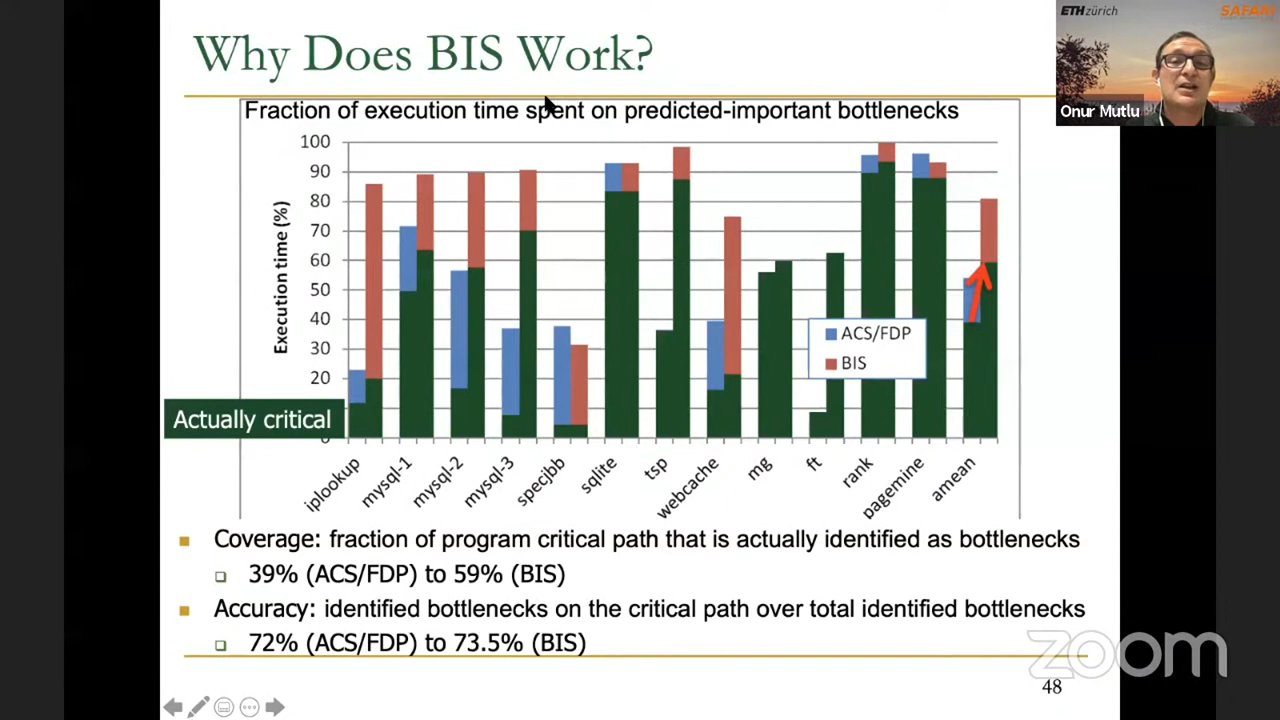 Why Does BIS Work?
ETH zürich
SAFARI
Onur Mutlu
Fraction of execution time spent on predicted-important bottlenecks
Execution time (%)
100
90
80
70
60
50
40
30
20
0
Actually critical
ACS/FDP
BIS
iplookup
mysql-1
mysql-2
mysql-3
specjbb
sqlite
tsp
webcache
mg
ft
rank
pagemine
amean
Coverage: fraction of program critical path that is actually identified as bottlenecks
39% (ACS/FDP) to 59% (BIS)
Accuracy: identified bottlenecks on the critical path over total identified bottlenecks
72% (ACS/FDP) to 73.5% (BIS)
zoom
48